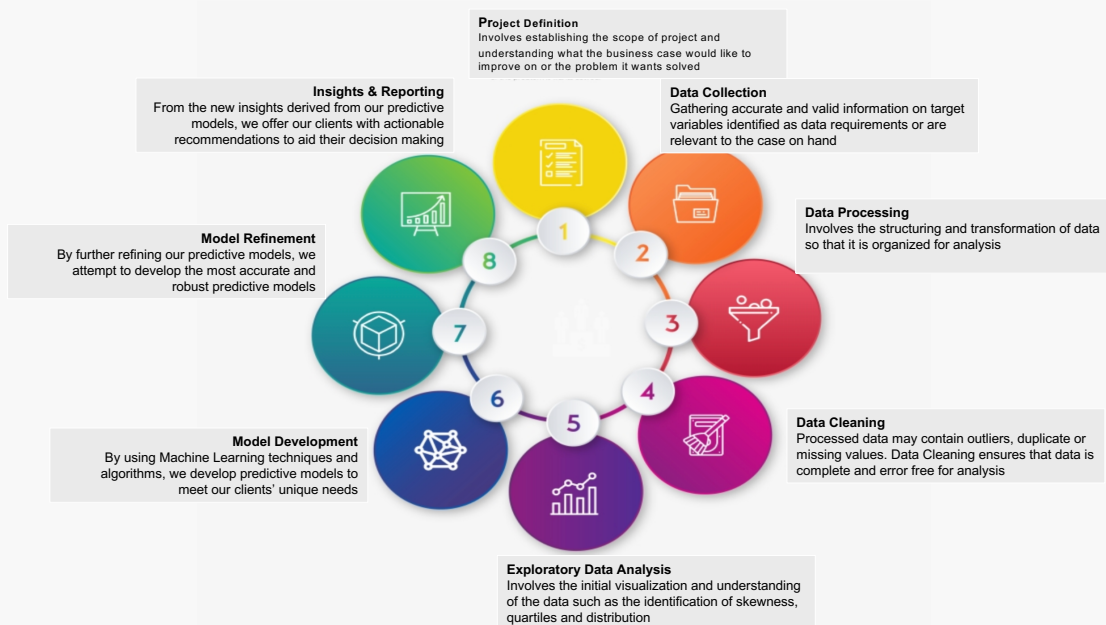 Project Definition
Involves establishing the scope of project and
understanding what the business case would like to
improve on or the problem it wants solved
Insights & Reporting
From the new insights derived from our predictive
models, we offer our clients with actionable
recommendations to aid their decision making
Data Collection
Gathering accurate and valid information on target
variables identified as data requirements or are
relevant to the case on hand
Data Processing
Involves the structuring and transformation of data
so that it is organized for analysis
Model Refinement
By further refining our predictive models, we
attempt to develop the most accurate and
robust predictive models
1
2
3
4
5
6
7
8
Data Cleaning
Processed data may contain outliers, duplicate or
missing values. Data Cleaning ensures that data is
complete and error free for analysis
Model Development
By using Machine Learning techniques and
algorithms, we develop predictive models to
meet our clients' unique needs
Exploratory Data Analysis
Involves the initial visualization and understanding
of the data such as the identification of skewness,
quartiles and distribution